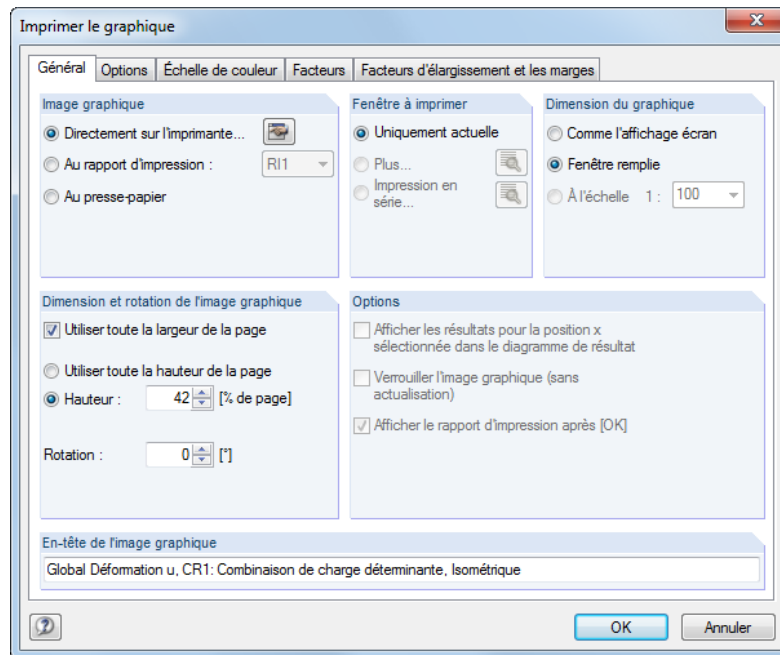 Imprimer le graphique
Général Options Échelle de couleur Facteurs Facteurs d'élargissement et les marges
Image graphique
Directement sur l'imprimante...
Au rapport d'impression : RI1
Au presse-papier
Fenêtre à imprimer
Uniquement actuelle
Plus...
Impression en
série...
Dimension du graphique
Comme l'affichage écran
Fenêtre remplie
À l'échelle 1 : 100
Dimension et rotation de l'image graphique
Utiliser toute la largeur de la page
Utiliser toute la hauteur de la page
Hauteur : 42 [% de page]
Rotation : 0 [°]
Options
Afficher les résultats pour la position x
sélectionnée dans le diagramme de résultat
Verrouiller l'image graphique (sans
actualisation)
Afficher le rapport d'impression après [OK]
En-tête de l'image graphique
Global Déformation u, CR1: Combinaison de charge déterminante, Isométrique
OK Annuler